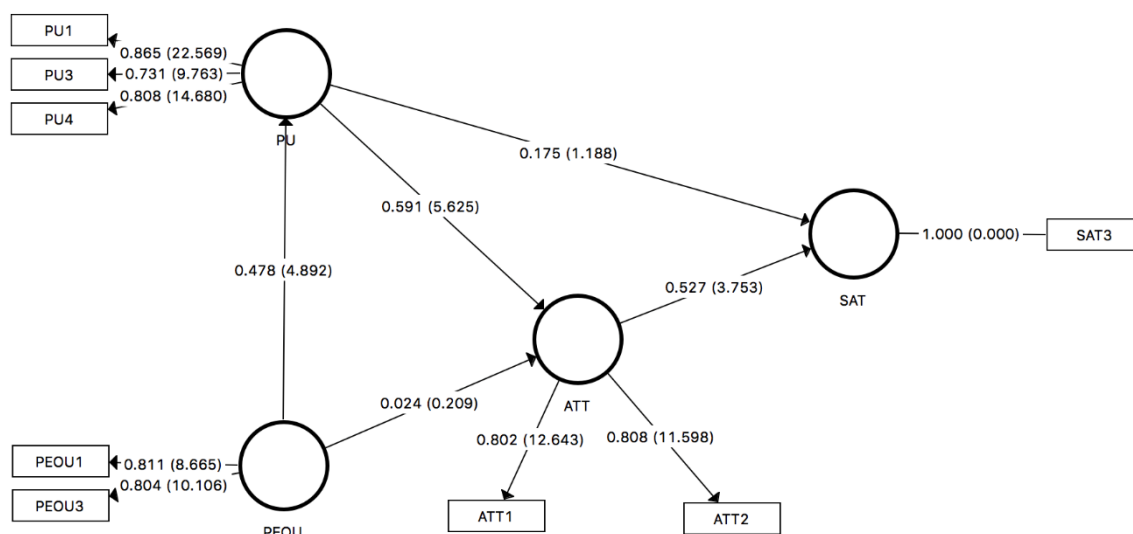 PU1
0.865 (22.569)
PU3
0.731 (9.763)
PU4
0.808 (14.680)
PU
0.175 (1.188)
0.591 (5.625)
1.000 (0.000)
SAT3
0.478 (4.892)
0.527 (3.753)
SAT
0.024 (0.209)
ATT
0.802 (12.643)
0.808 (11.598)
PEOU1
0.811 (8.665)
PEOU3
0.804 (10.106)
ATT1
ATT2
PEOU